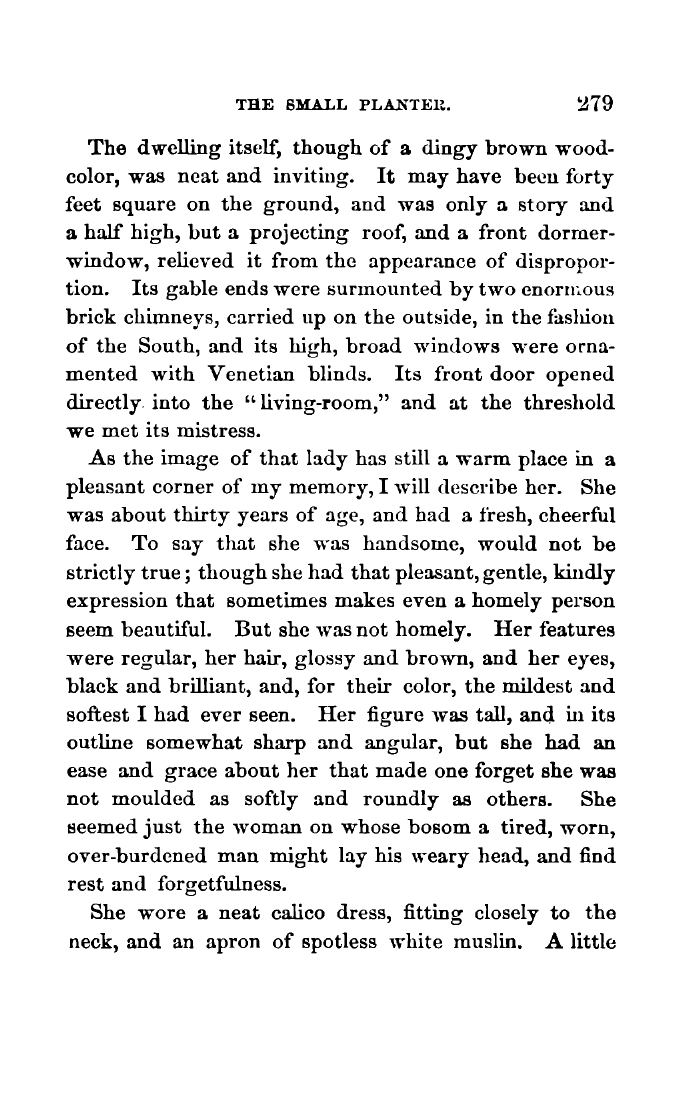 THE SMALL PLANTER. 279
The dwelling itself, though of a dingy brown wood-
color, was neat and inviting. It may have been forty
feet square on the ground, and was only a story and
a half high, but a projecting roof, and a front dormer-
window, relieved it from the appearance of dispropor-
tion. Its gable ends were surmounted by two enormous
brick chimneys, carried up on the outside, in the fashion
of the South, and its high, broad windows were orna-
mented with Venetian blinds. Its front door opened
directly into the “living-room,” and at the threshold
we met its mistress.
As the image of that lady has still a warm place in a
pleasant corner of my memory, I will describe her. She
was about thirty years of age, and had a fresh, cheerful
face. To say that she was handsome, would not be
strictly true; though she had that pleasant, gentle, kindly
expression that sometimes makes even a homely person
seem beautiful. But she was not homely. Her features
were regular, her hair, glossy and brown, and her eyes,
black and brilliant, and, for their color, the mildest and
softest I had ever seen. Her figure was tall, and in its
outline somewhat sharp and angular, but she had an
ease and grace about her that made one forget she was
not moulded as softly and roundly as others. She
seemed just the woman on whose bosom a tired, worn,
over-burdened man might lay his weary head, and find
rest and forgetfulness.
She wore a neat calico dress, fitting closely to the
neck, and an apron of spotless white muslin. A little